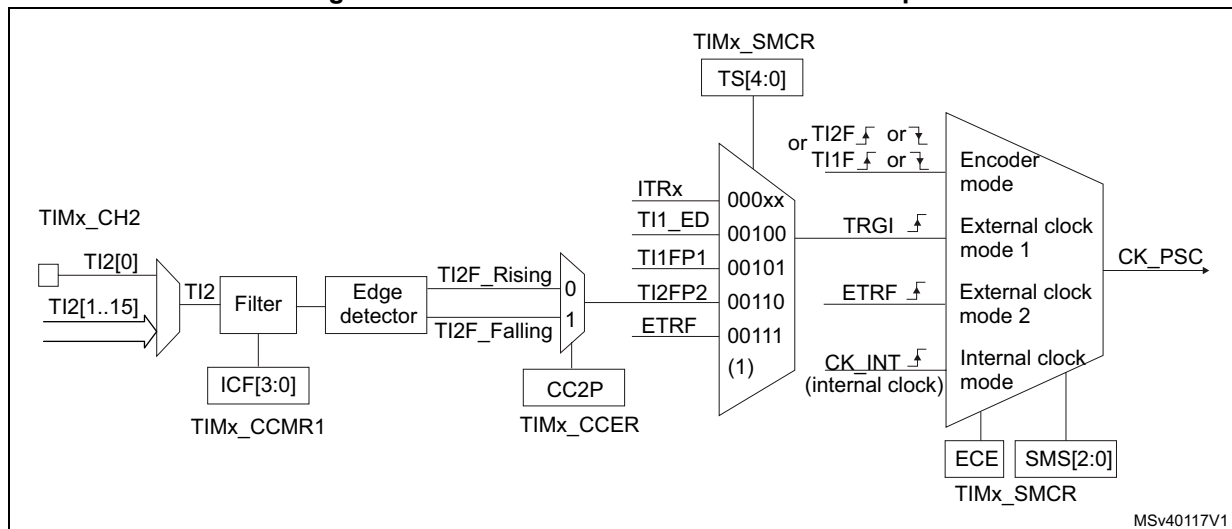 TIMx_SMCR
TS[4:0]
or TI2F or
TI1F or
Encoder
mode
ITRx
000xx
TIMx_CH2
TI1_ED
00100
TRGI
External clock
mode 1
CK_PSC
TI2[0]
TI1FP1
00101
TI2F_Rising
0
TI2FP2
00110
ETRF
External clock
mode 2
TI2
Filter
Edge
detector
TI2[1..15]
TI2F_Falling
1
ETRF
00111
(1)
CK_INT
(internal clock)
Internal clock
mode
ICF[3:0]
TIMx_CCMR1
CC2P
TIMx_CCER
ECE
SMS[2:0]
TIMx_SMCR
MSv40117V1